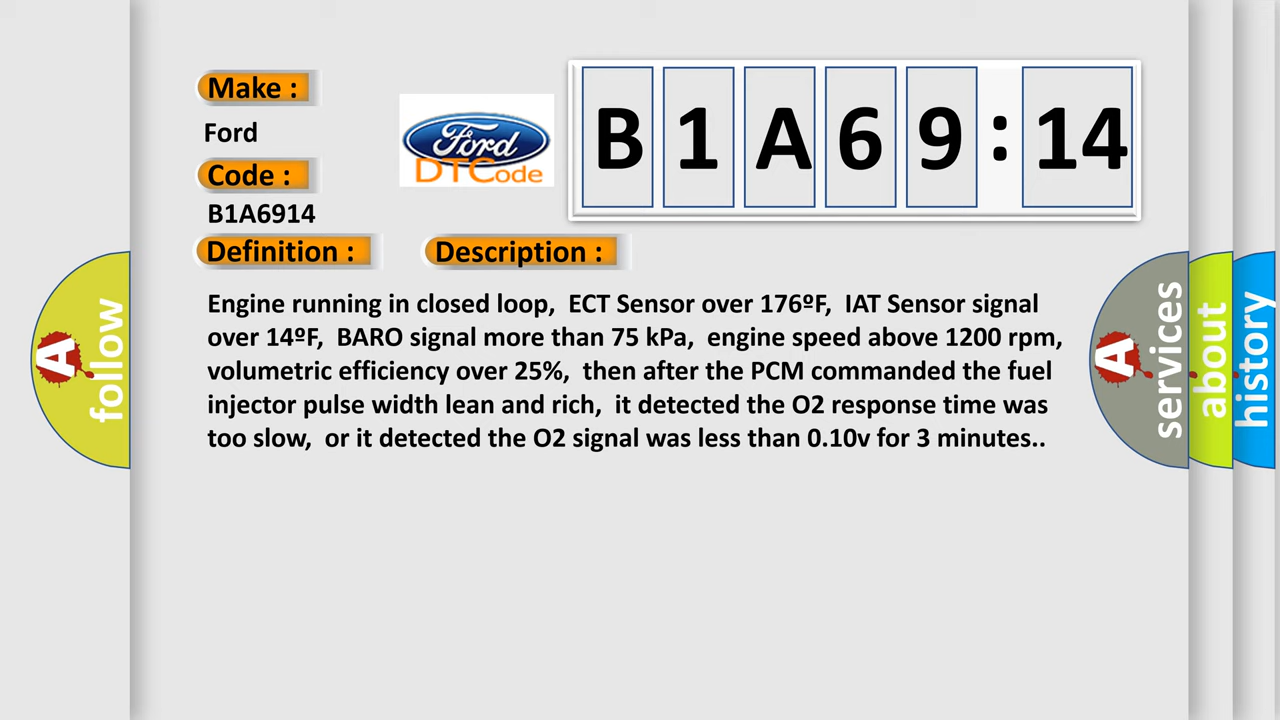 Make :
Ford
Code :
B1A6914
Ford
DTCode
B1A69:14
Definition :
Description :
Engine running in closed loop, ECT Sensor over 176ºF, IAT Sensor signal
over 14ºF, BARO signal more than 75 kPa, engine speed above 1200 rpm,
volumetric efficiency over 25%, then after the PCM commanded the fuel
injector pulse width lean and rich, it detected the O2 response time was
too slow, or it detected the O2 signal was less than 0.10v for 3 minutes..
A
follow
A
services
about
history